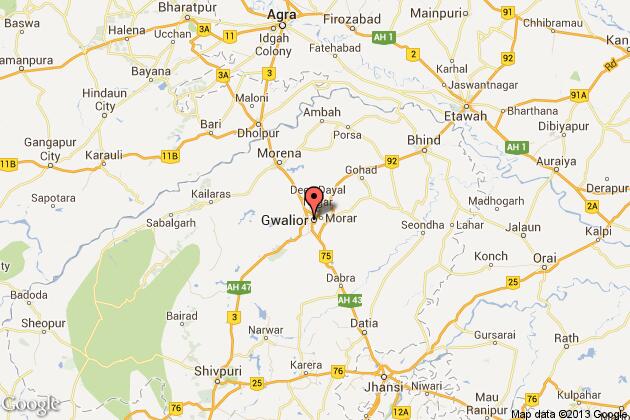 Baswa
Bharatpur
Agra
Firozabad
Mainpuri
Chhibramau
Halena
Ucchan
11
Idgah
Colony
Fatehabad
AH 1
2
91
amanpura
Bayana
3A
3
Karhal
Rd
Kan
Hindaun
City
Maloni
3A
Jaswantnagar
91A
Ambah
Etawah
Bharthana
Gangapur
City
Bari
Dholpur
Porsa
Bhind
AH 1
Dibiyapur
11B
Karauli
11B
Morena
92
Gohad
Auraiya
Sapotara
Kailaras
Deen Dayal
Nagar
Madhogarh
Derapur
Sabalgarh
Gwalior
Morar
Seondha
Lahar
Jalaun
2A
75
Konch
Orai
Badoda
AH 47
Dabra
25
Sheopur
3
AH 43
Bairad
Narwar
Datia
Gursarai
Rath
Shivpuri
Karera
76
25
76
Jhansi
Niwari
76
Mau
Ranipur
76
Kulpahar
12A
Google
Map data ©2013 Google